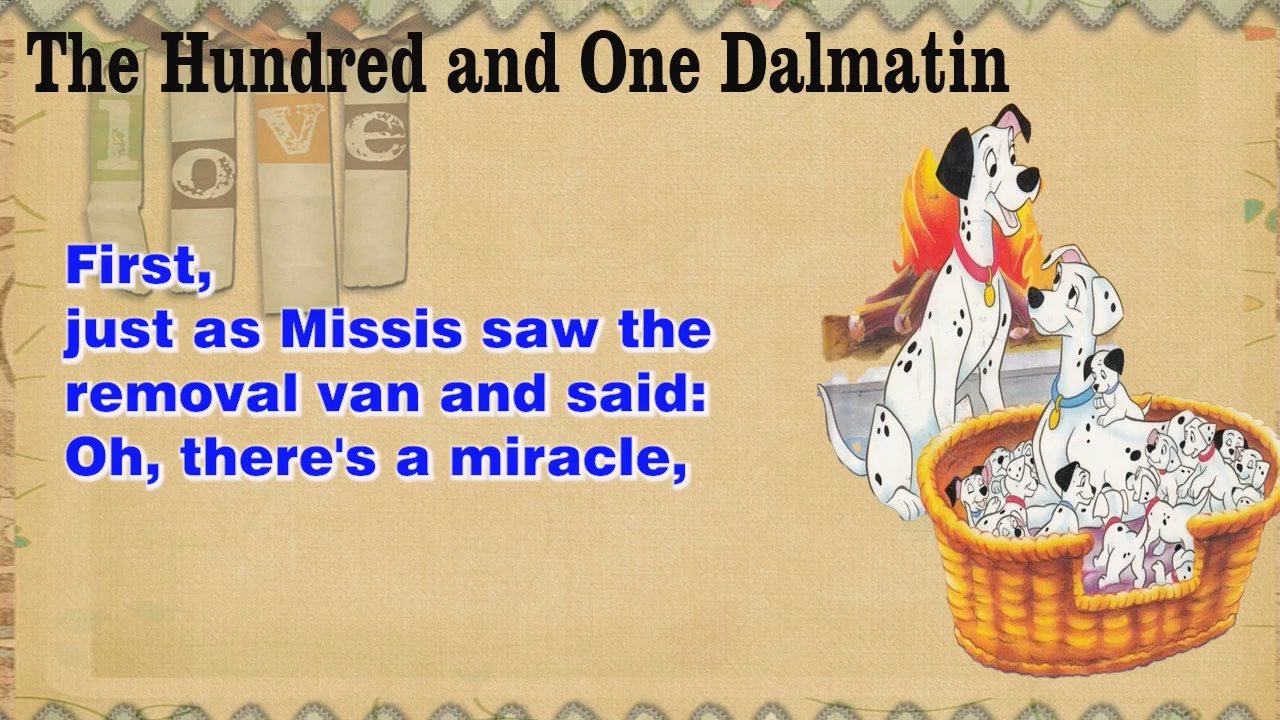 The Hundred and One Dalmatin
love
First,
just as Missis saw the
removal van and said:
Oh, there's a miracle,